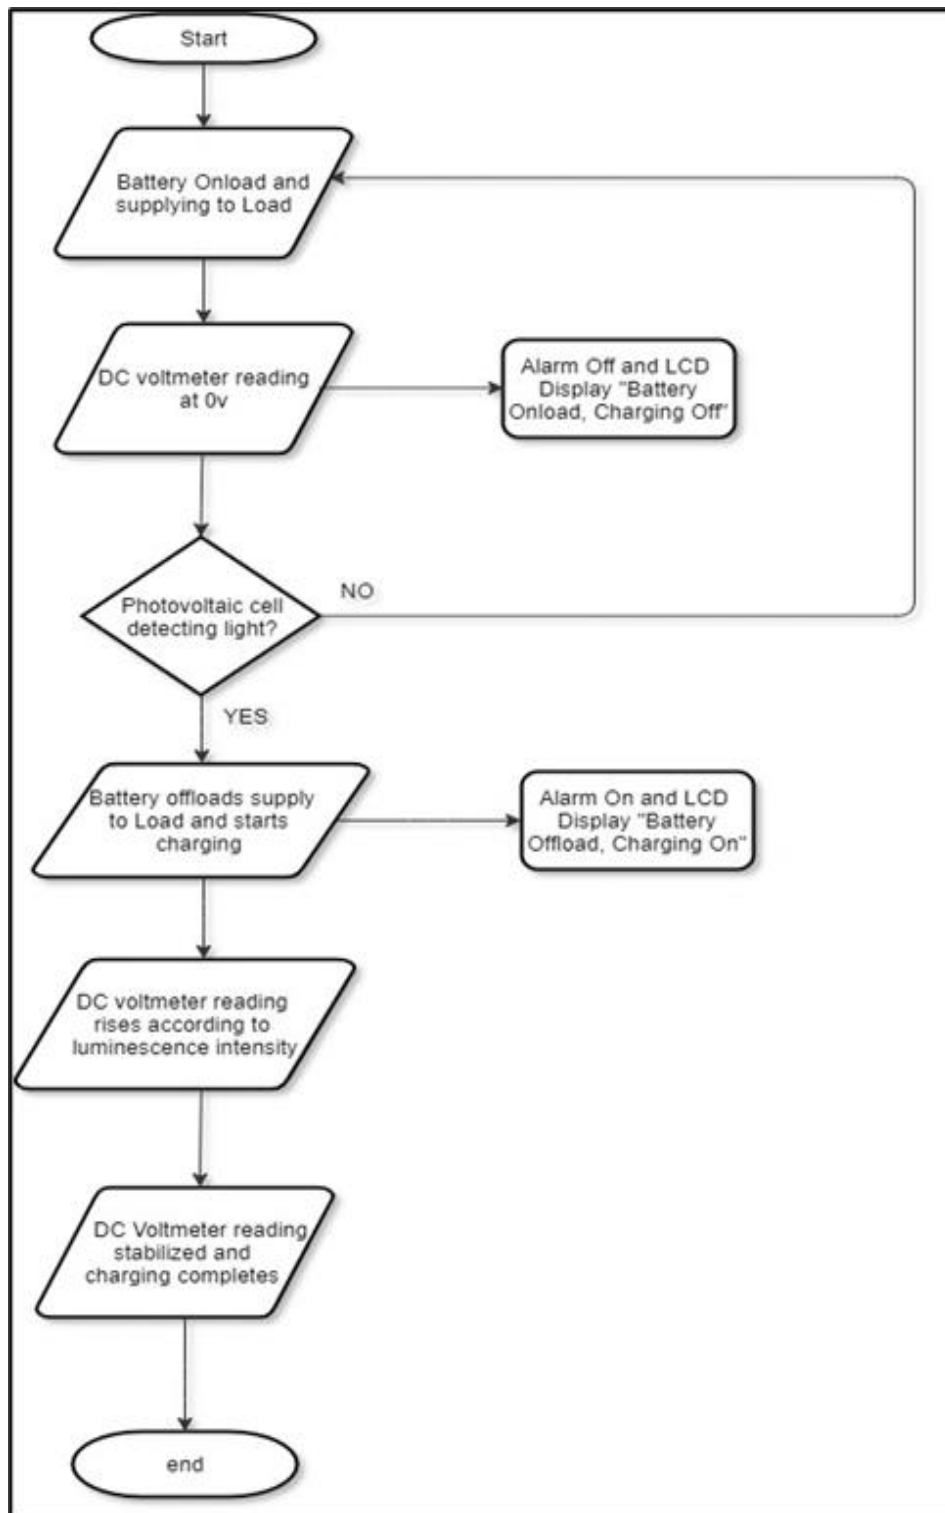 Start
Battery Onload and
supplying to Load
DC voltmeter reading
at 0v
Alarm Off and LCD
Display "Battery
Onload, Charging Off"
Photovoltaic cell
detecting light?
NO
YES
Battery offloads supply
to Load and starts
charging
Alarm On and LCD
Display "Battery
Offload, Charging On"
DC voltmeter reading
rises according to
luminescence intensity
DC Voltmeter reading
stabilized and
charging completes
end